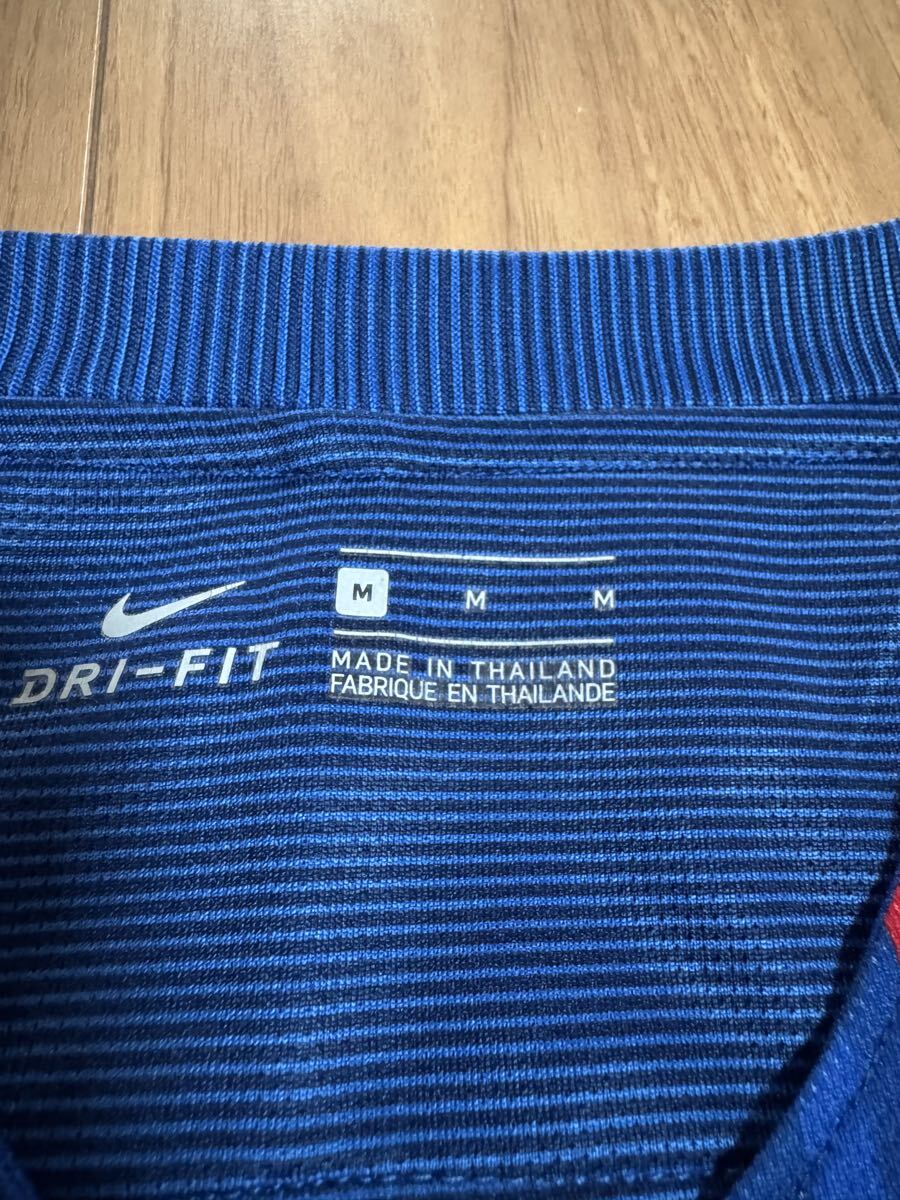 M M M
DRI-FIT
MADE IN THAILAND
FABRIQUE EN THAILANDE